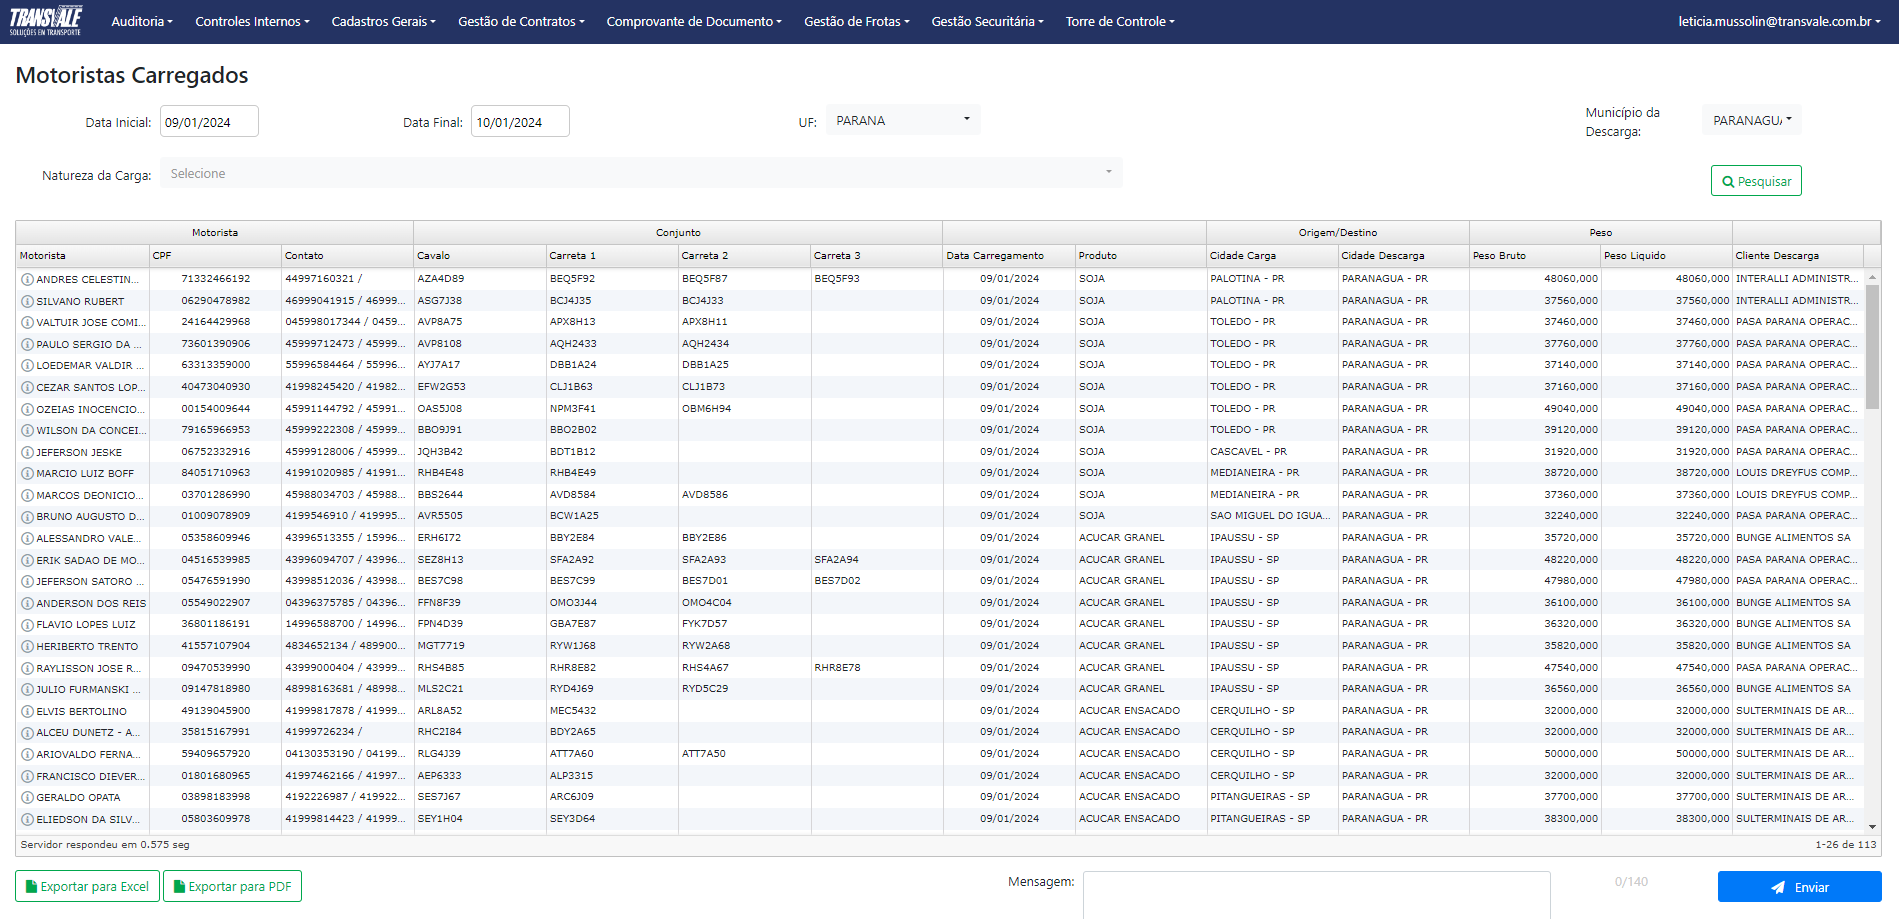 TRANSVALE
SOLUÇÕES EM TRANSPORTE
Auditoria Controles Internos Cadastros Gerais Gestão de Contratos Comprovante de Documento Gestão de Frotas Gestão Securitária Torre de Controle leticia.mussolin@transvale.com.br
Motoristas Carregados
Data Inicial: 09/01/2024 Data Final: 10/01/2024 UF: PARANA Município da Descarga: PARANAGU
Natureza da Carga: Selecione Pesquisar
Motorista Conjunto Origem/Destino Peso
Motorista CPF Contato Cavalo Carreta 1 Carreta 2 Carreta 3 Data Carregamento Produto Cidade Carga Cidade Descarga Peso Bruto Peso Liquido Cliente Descarga
ANDRES CELESTIN... 71332466192 44997160321 / AZA4D89 BEQ5F92 BEQ5F87 BEQ5F93 09/01/2024 SOJA PALOTINA - PR PARANAGUA - PR 48060,000 48060,000 INTERALLI ADMINISTR...
SILVANO RUBERT 06290478982 46999041915 / 46999... ASG7J38 BCJ4J35 BCJ4J33 09/01/2024 SOJA PALOTINA - PR PARANAGUA - PR 37560,000 37560,000 INTERALLI ADMINISTR...
VALTUIR JOSE COMI... 24164429968 045998017344 / 0459... AVP8A75 APX8H13 APX8H11 09/01/2024 SOJA TOLEDO - PR PARANAGUA - PR 37460,000 37460,000 PASA PARANA OPERAC...
PAULO SERGIO DA ... 73601390906 45999712473 / 45999... AVP8108 AQH2433 AQH2434 09/01/2024 SOJA TOLEDO - PR PARANAGUA - PR 37760,000 37760,000 PASA PARANA OPERAC...
LOEDEMAR VALDIR ... 63313359000 55996584464 / 55996... AYJ7A17 DBB1A24 DBB1A25 09/01/2024 SOJA TOLEDO - PR PARANAGUA - PR 37140,000 37140,000 PASA PARANA OPERAC...
CEZAR SANTOS LOP... 40473040930 41998245420 / 41982... EFW2G53 CLJ1B63 CLJ1B73 09/01/2024 SOJA TOLEDO - PR PARANAGUA - PR 37160,000 37160,000 PASA PARANA OPERAC...
OZEIAS INOCENCIO... 00154009644 45991144792 / 45991... OAS5J08 NPM3F41 OBM6H94 09/01/2024 SOJA TOLEDO - PR PARANAGUA - PR 49040,000 49040,000 PASA PARANA OPERAC...
WILSON DA CONCEI... 79165966953 45999222308 / 45999... BBO9J91 BBO2B02 09/01/2024 SOJA TOLEDO - PR PARANAGUA - PR 39120,000 39120,000 PASA PARANA OPERAC...
JEFERSON JESKE 06752332916 45999128006 / 45999... JQH3B42 BDT1B12 09/01/2024 SOJA CASCAVEL - PR PARANAGUA - PR 31920,000 31920,000 PASA PARANA OPERAC...
MARCIO LUIZ BOFF 84051710963 41991020985 / 41991... RHB4E48 RHB4E49 09/01/2024 SOJA MEDIANEIRA - PR PARANAGUA - PR 38720,000 38720,000 LOUIS DREYFUS COMP...
MARCOS DEONICIO... 03701286990 45988034703 / 45988... BBS2644 AVD8584 AVD8586 09/01/2024 SOJA MEDIANEIRA - PR PARANAGUA - PR 37360,000 37360,000 LOUIS DREYFUS COMP...
BRUNO AUGUSTO D... 01009078909 4199546910 / 419995... AVR5505 BCW1A25 09/01/2024 SOJA SAO MIGUEL DO IGUA... PARANAGUA - PR 32240,000 32240,000 PASA PARANA OPERAC...
ALESSANDRO VALE... 05358609946 43996513355 / 15996... ERH6I72 BBY2E84 BBY2E86 09/01/2024 ACUCAR GRANEL IPAUSSU - SP PARANAGUA - PR 35720,000 35720,000 BUNGE ALIMENTOS SA
ERIK SADAO DE MO... 04516539985 43996094707 / 43996... SEZ8H13 SFA2A92 SFA2A93 SFA2A94 09/01/2024 ACUCAR GRANEL IPAUSSU - SP PARANAGUA - PR 48220,000 48220,000 PASA PARANA OPERAC...
JEFERSON SATORO ... 05476591990 43998512036 / 43998... BES7C98 BES7C99 BES7D01 BES7D02 09/01/2024 ACUCAR GRANEL IPAUSSU - SP PARANAGUA - PR 47980,000 47980,000 PASA PARANA OPERAC...
ANDERSON DOS REIS 05549022907 04396375785 / 04396... FFN8F39 OMO3J44 OMO4C04 09/01/2024 ACUCAR GRANEL IPAUSSU - SP PARANAGUA - PR 36100,000 36100,000 BUNGE ALIMENTOS SA
FLAVIO LOPES LUIZ 36801186191 14996588700 / 14996... FPN4D39 GBA7E87 FYK7D57 09/01/2024 ACUCAR GRANEL IPAUSSU - SP PARANAGUA - PR 36320,000 36320,000 BUNGE ALIMENTOS SA
HERIBERTO TRENTO 41557107904 4834652134 / 489900... MGT7719 RYW1J68 RYW2A68 09/01/2024 ACUCAR GRANEL IPAUSSU - SP PARANAGUA - PR 35820,000 35820,000 BUNGE ALIMENTOS SA
RAYLISSON JOSE R... 09470539990 43999000404 / 43999... RHS4B85 RHR8E82 RHS4A67 RHR8E78 09/01/2024 ACUCAR GRANEL IPAUSSU - SP PARANAGUA - PR 47540,000 47540,000 PASA PARANA OPERAC...
JULIO FURMANSKI ... 09147818980 48998163681 / 48998... MLS2C21 RYD4J69 RYD5C29 09/01/2024 ACUCAR GRANEL IPAUSSU - SP PARANAGUA - PR 36560,000 36560,000 BUNGE ALIMENTOS SA
ELVIS BERTOLINO 49139045900 41999817878 / 41999... ARL8A52 MEC5432 09/01/2024 ACUCAR ENSACADO CERQUILHO - SP PARANAGUA - PR 32000,000 32000,000 SULTERMINAIS DE AR...
ALCEU DUNETZ - A... 35815167991 41999726234 / RHC2I84 BDY2A65 09/01/2024 ACUCAR ENSACADO CERQUILHO - SP PARANAGUA - PR 32000,000 32000,000 SULTERMINAIS DE AR...
ARIOVALDO FERNA... 59409657920 04130353190 / 04199... RLG4J39 ATT7A60 ATT7A50 09/01/2024 ACUCAR ENSACADO CERQUILHO - SP PARANAGUA - PR 50000,000 50000,000 SULTERMINAIS DE AR...
FRANCISCO DIEVER... 01801680965 41997462166 / 41997... AEP6333 ALP3315 09/01/2024 ACUCAR ENSACADO CERQUILHO - SP PARANAGUA - PR 32000,000 32000,000 SULTERMINAIS DE AR...
GERALDO OPATA 03898183998 4192226987 / 419922... SES7J67 ARC6J09 09/01/2024 ACUCAR ENSACADO PITANGUEIRAS - SP PARANAGUA - PR 37700,000 37700,000 SULTERMINAIS DE AR...
ELIEDSON DA SILV... 05803609978 41999814423 / 41999... SEY1H04 SEY3D64 09/01/2024 ACUCAR ENSACADO PITANGUEIRAS - SP PARANAGUA - PR 38300,000 38300,000 SULTERMINAIS DE AR...
Servidor respondeu em 0.575 seg 1-26 de 113
Exportar para Excel Exportar para PDF Mensagem: 0/140 Enviar